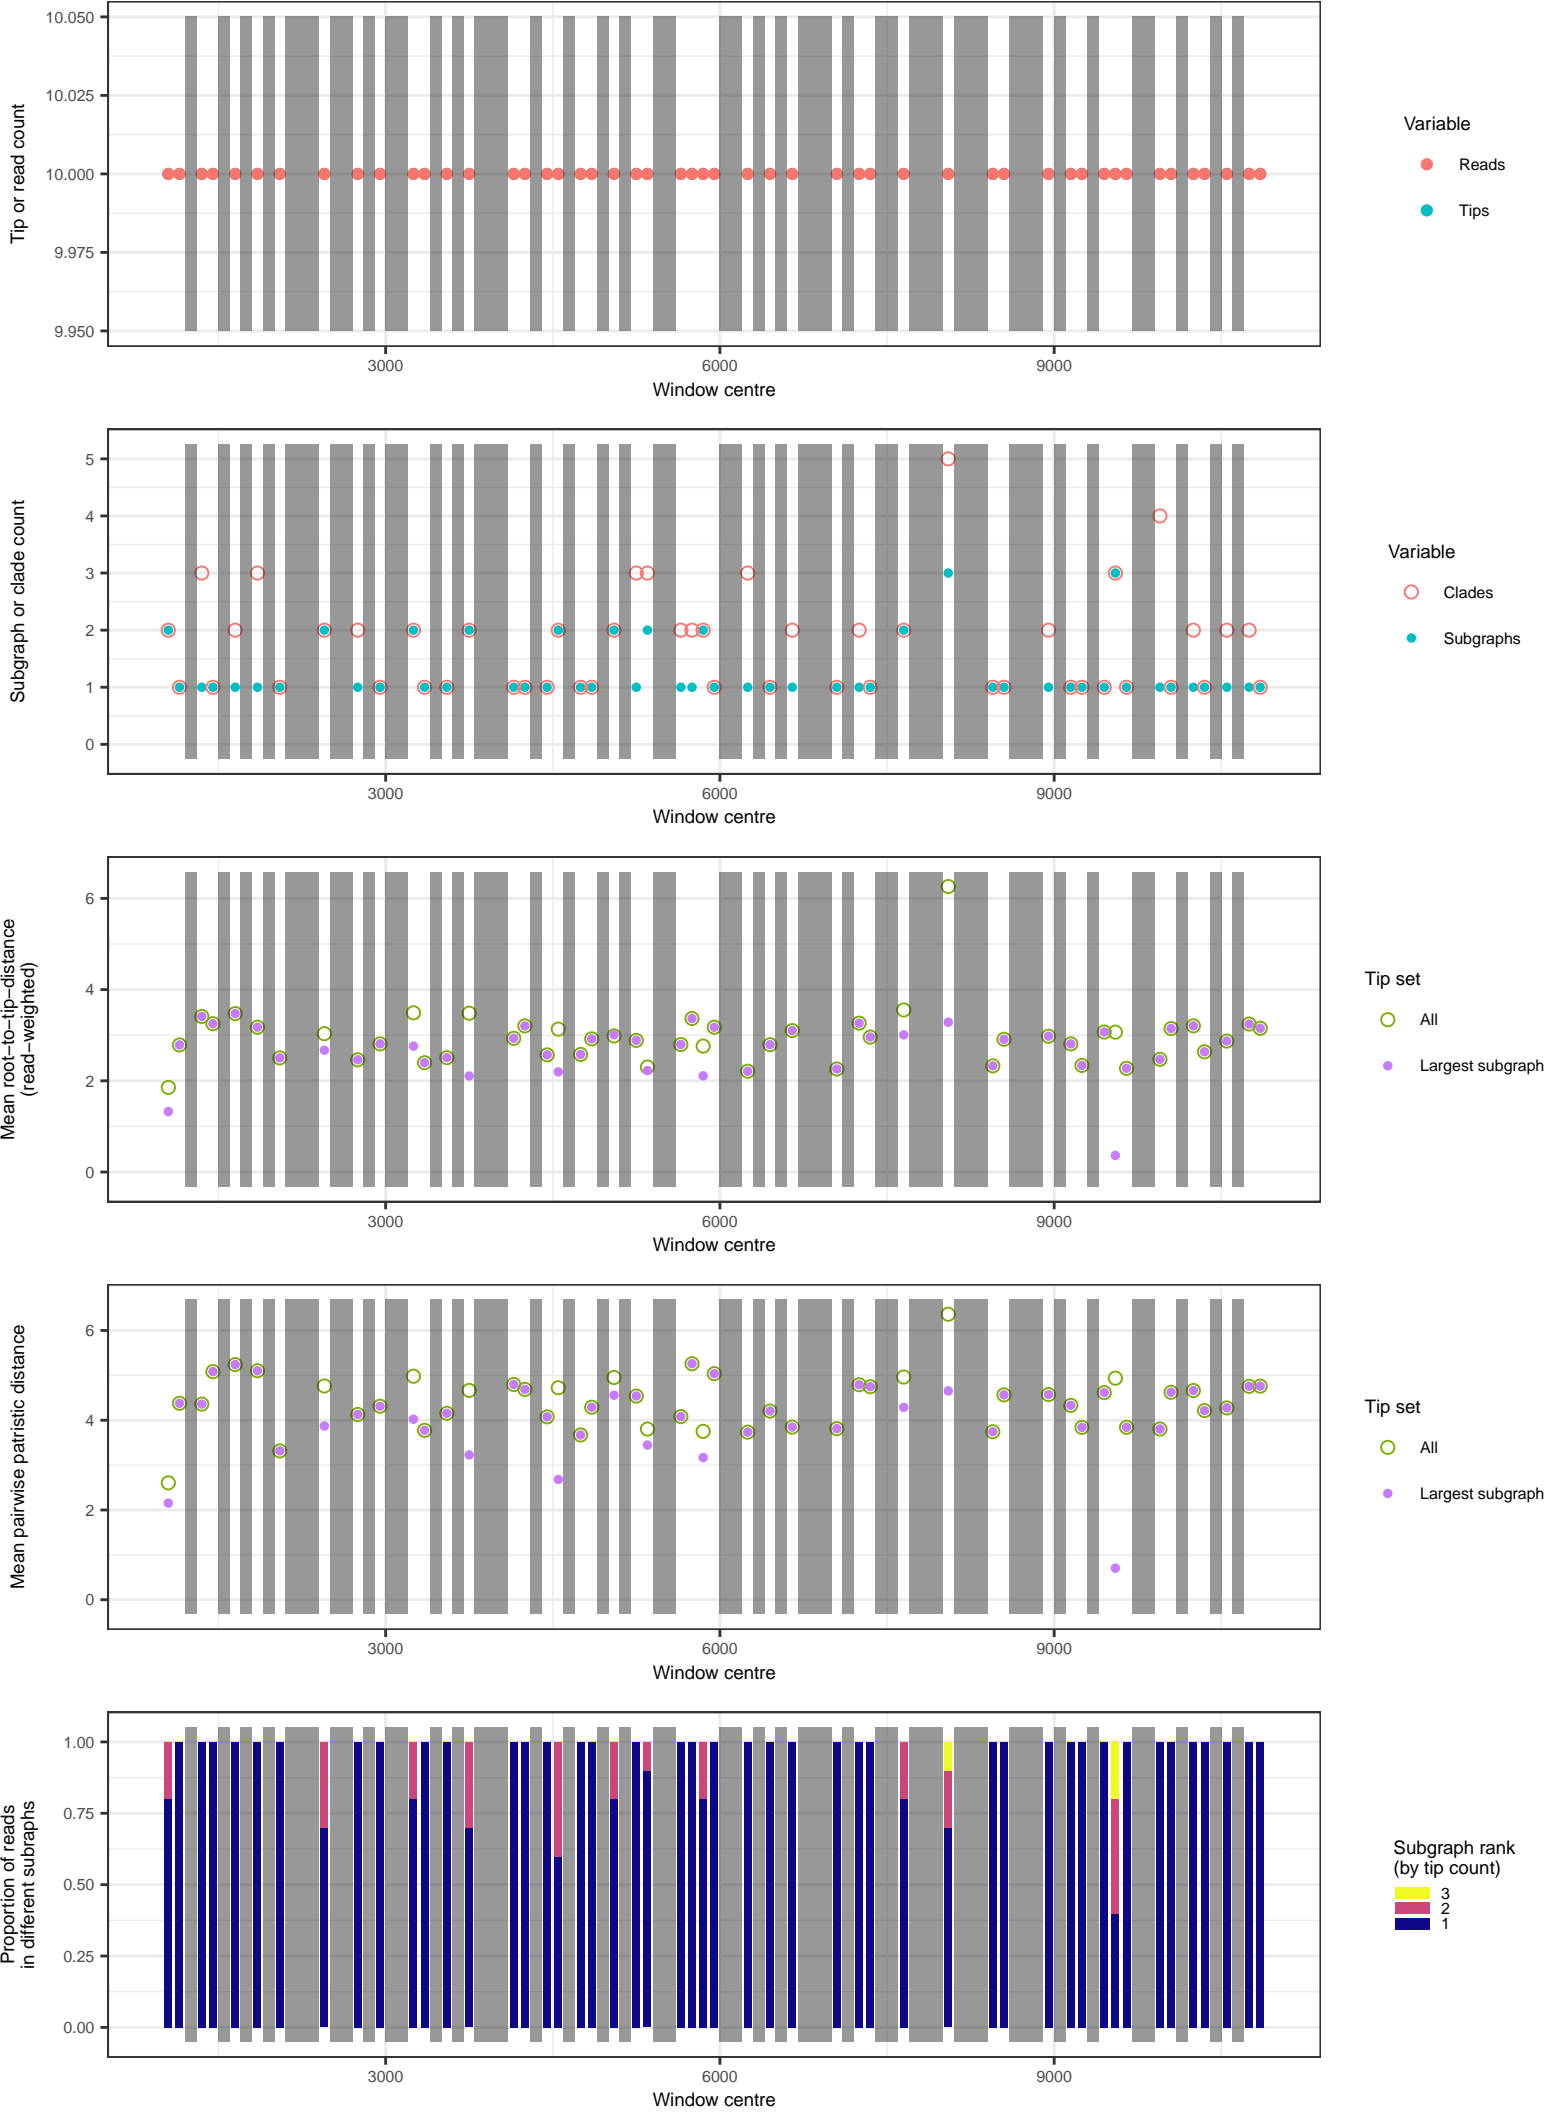 10.050
10.025
10.000
9.975
9.950
Tip or read count
3000
6000
9000
Window centre
Variable
Reads
Tips
5
4
3
2
1
0
Subgraph or clade count
3000
6000
9000
Window centre
Variable
Clades
Subgraphs
6
4
2
0
Mean root−to−tip−distance
(read−weighted)
3000
6000
9000
Window centre
Tip set
All
Largest subgraph
6
4
2
0
Mean pairwise patristic distance
3000
6000
9000
Window centre
Tip set
All
Largest subgraph
1.00
0.75
0.50
0.25
0.00
Proportion of reads
in different subraphs
3000
6000
9000
Window centre
Subgraph rank
(by tip count)
3
2
1